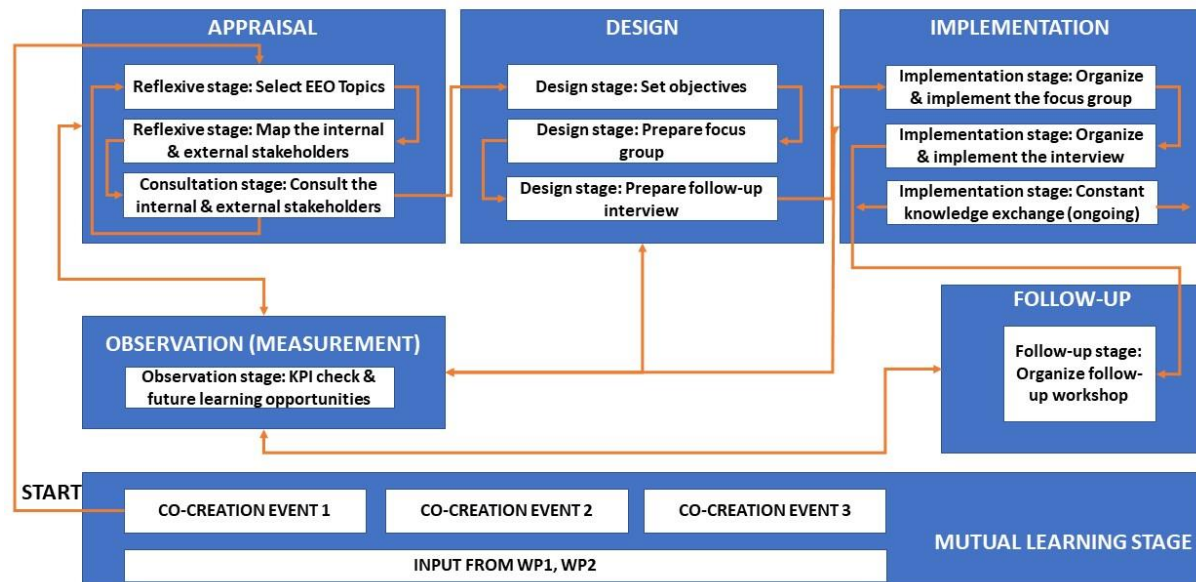 APPRAISAL
Reflexive stage: Select EEO Topics
Reflexive stage: Map the internal
& external stakeholders
Consultation stage: Consult the
internal & external stakeholders
DESIGN
Design stage: Set objectives
Design stage: Prepare focus
group
Design stage: Prepare follow-up
interview
IMPLEMENTATION
Implementation stage: Organize
& implement the focus group
Implementation stage: Organize
& implement the interview
Implementation stage: Constant
knowledge exchange (ongoing)
OBSERVATION (MEASUREMENT)
Observation stage: KPI check &
future learning opportunities
FOLLOW-UP
Follow-up stage:
Organize follow-
up workshop
START
CO-CREATION EVENT 1
CO-CREATION EVENT 2
CO-CREATION EVENT 3
MUTUAL LEARNING STAGE
INPUT FROM WP1, WP2